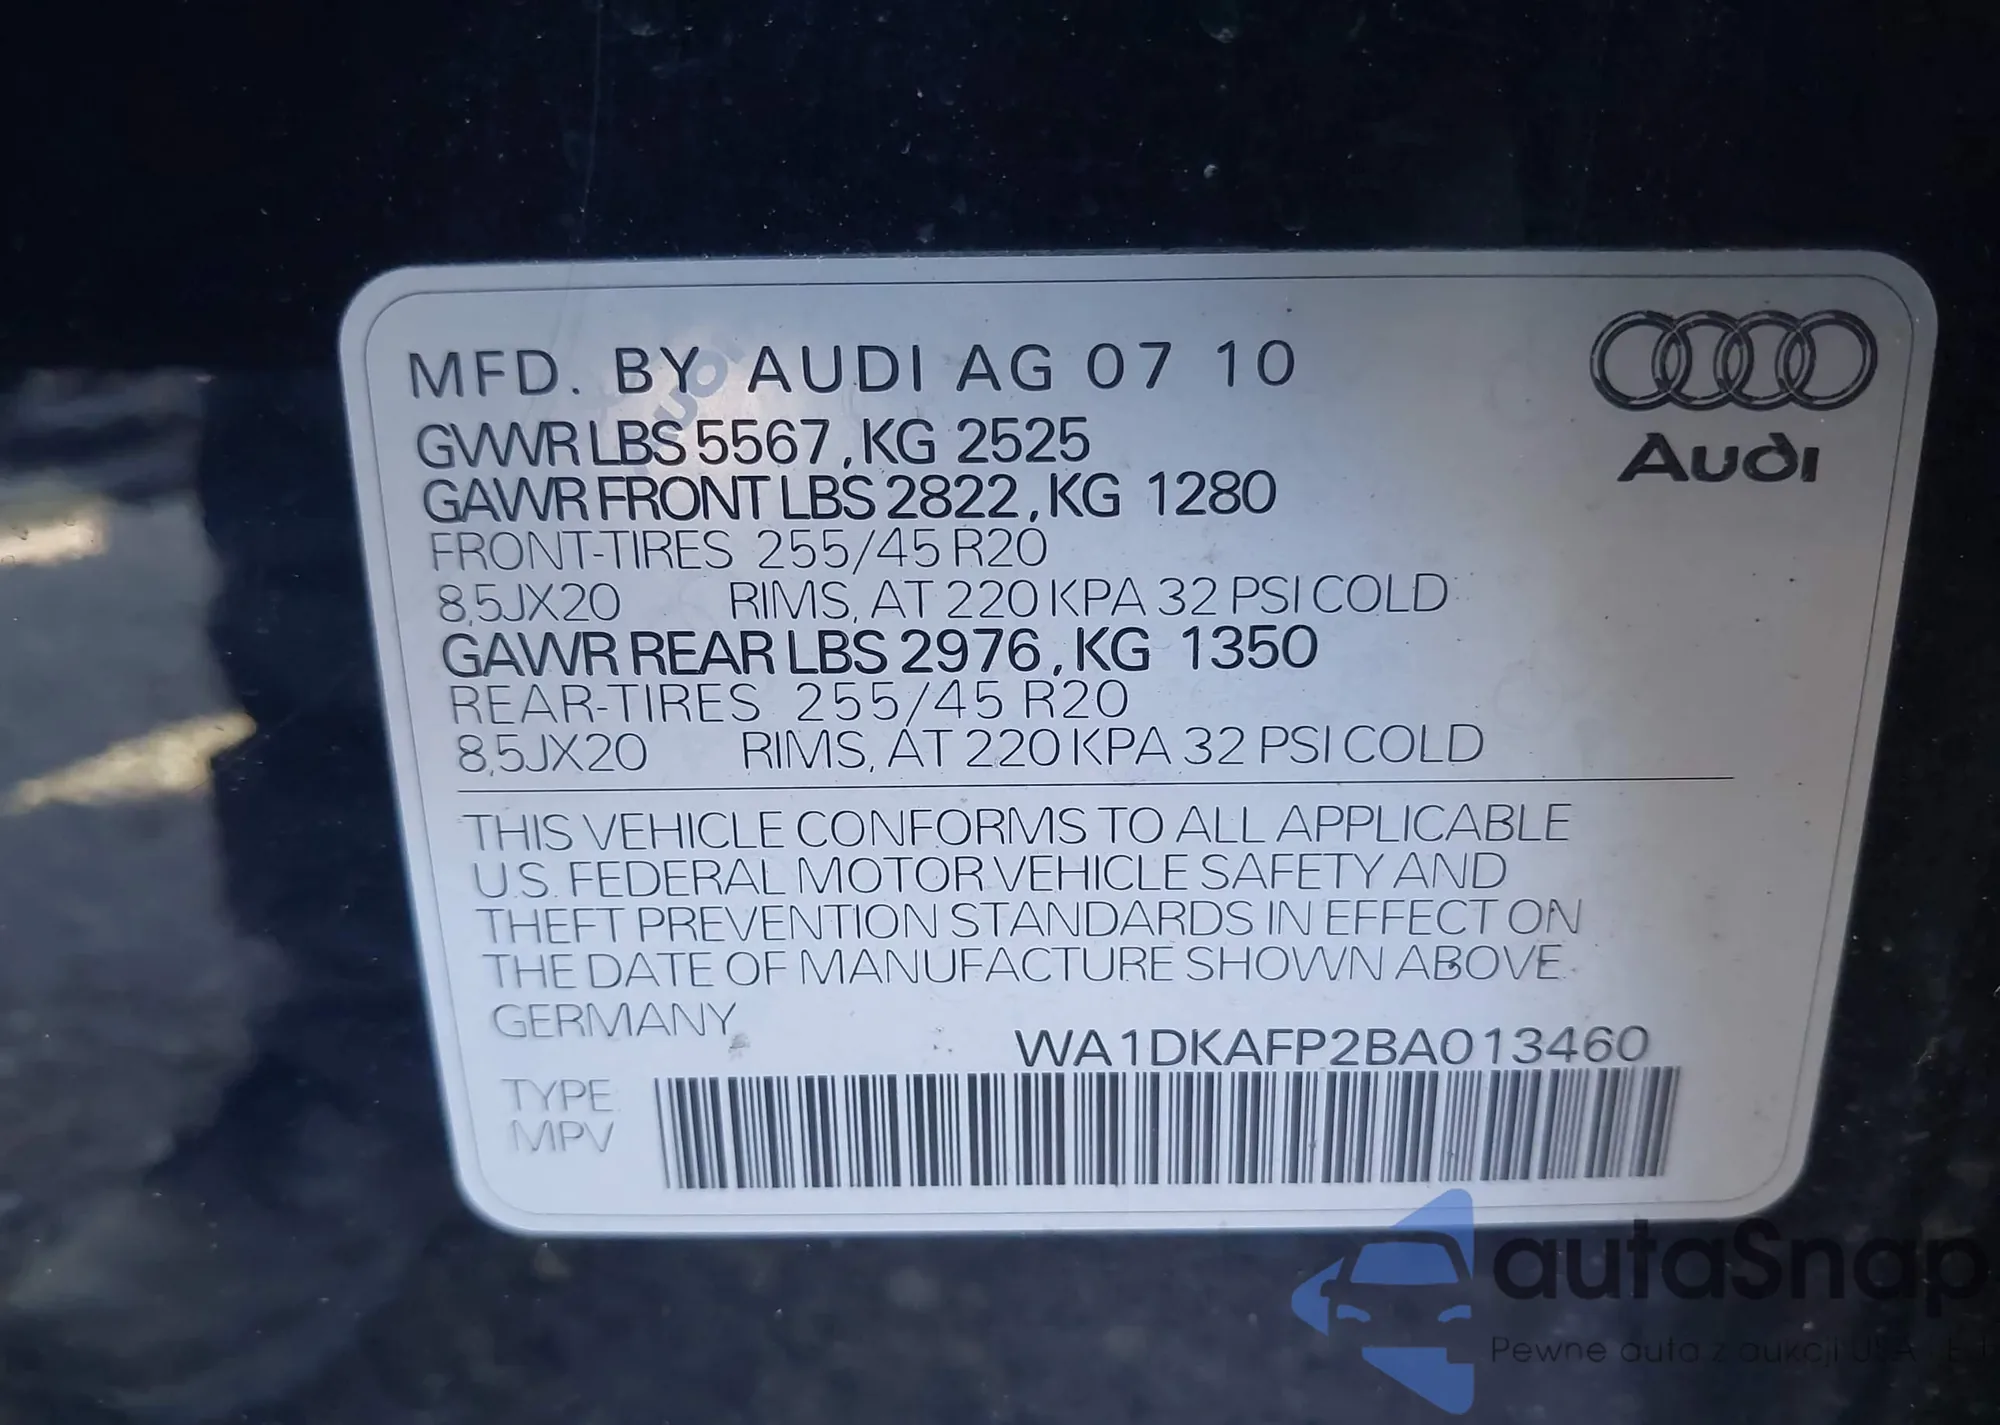 MFD. BY AUDI AG 07 10
GVWR LBS 5567, KG 2525
GAWR FRONT LBS 2822, KG 1280
FRONT-TIRES 255/45 R20
8,5JX20 RIMS, AT 220 KPA 32 PSI COLD
GAWR REAR LBS 2976, KG 1350
REAR-TIRES 255/45 R20
8,5JX20 RIMS, AT 220 KPA 32 PSI COLD
Audi
THIS VEHICLE CONFORMS TO ALL APPLICABLE
U.S. FEDERAL MOTOR VEHICLE SAFETY AND
THEFT PREVENTION STANDARDS IN EFFECT ON
THE DATE OF MANUFACTURE SHOWN ABOVE.
GERMANY
WA1DKAFP2BA013460
TYPE
MPV
autaSnap
Pewne auta z aukcji